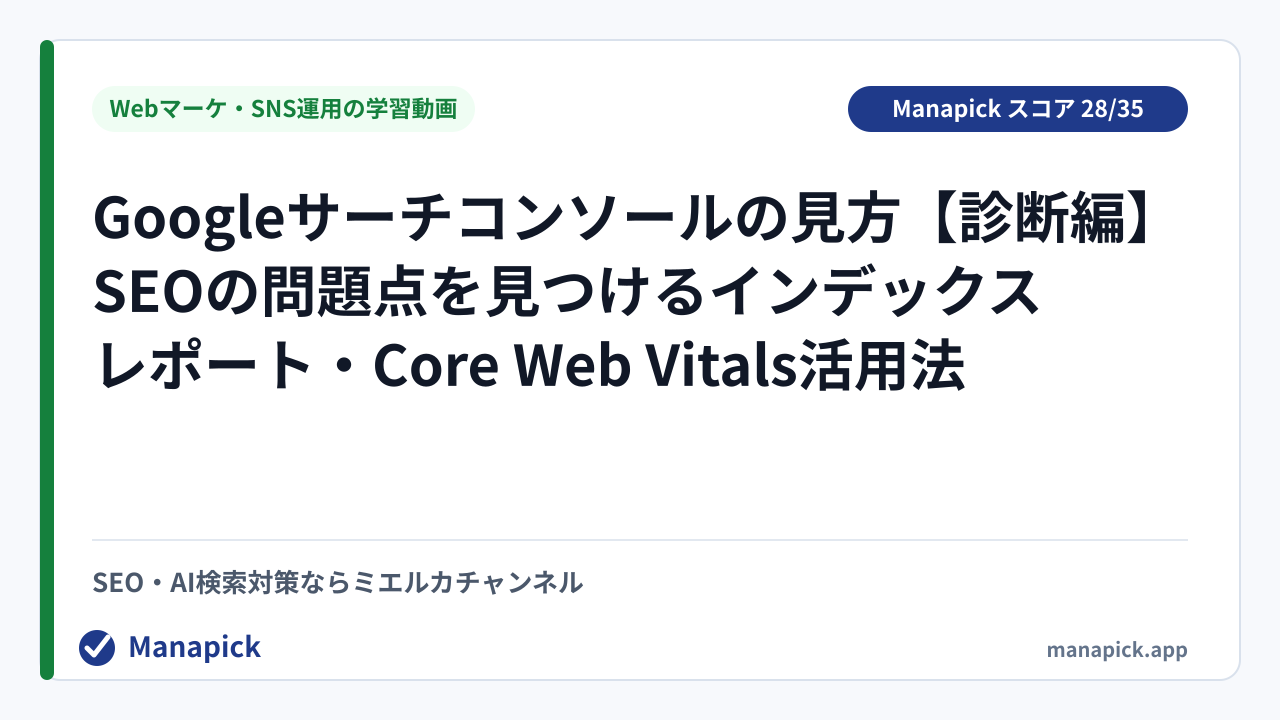 Webマーケ・SNS運用の学習動画
Manapick スコア 28/35
Googleサーチコンソールの見方【診断編】
SEOの問題点を見つけるインデックス
レポート・Core Web Vitals活用法
SEO・AI検索対策ならミエルカチャンネル
Manapick
manapick.app